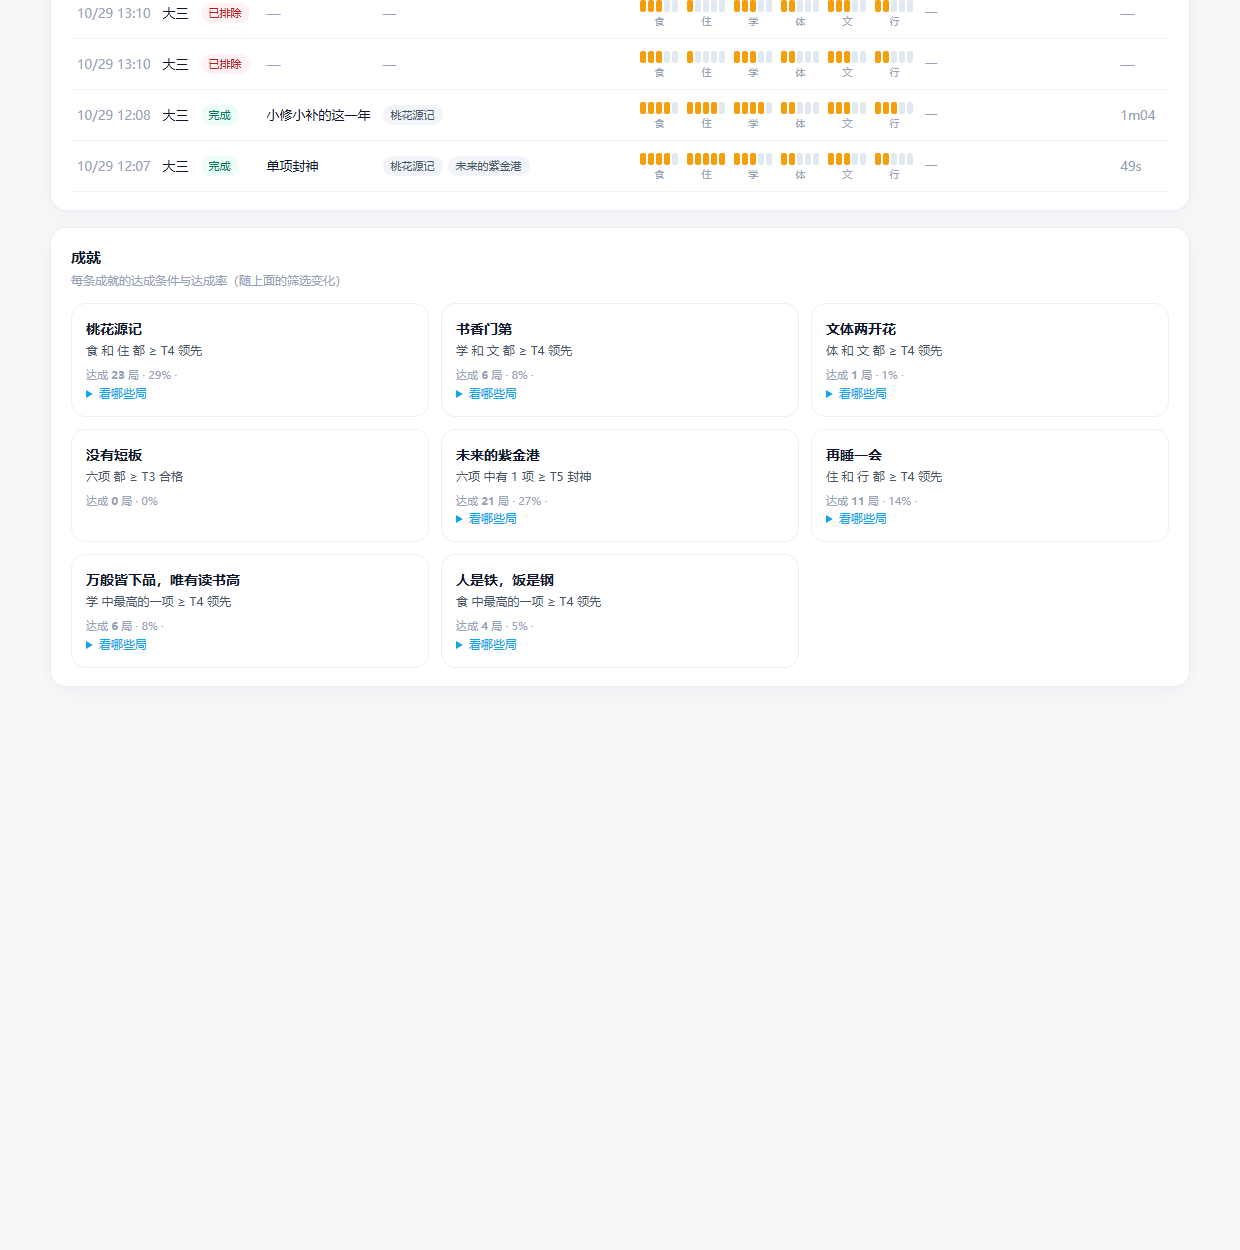 10/29 13:10 大三 已排除 — — 食 住 学 体 文 行 — —
10/29 13:10 大三 已排除 — — 食 住 学 体 文 行 — —
10/29 12:08 大三 完成 小修小补的这一年 桃花源记 食 住 学 体 文 行 — 1m04
10/29 12:07 大三 完成 单项封神 桃花源记 未来的紫金港 食 住 学 体 文 行 — 49s
成就
每条成就的达成条件与达成率（随上面的筛选变化）
桃花源记
食 和 住 都 ≥ T4 领先
达成 23 局 · 29% ·
▶ 看哪些局
书香门第
学 和 文 都 ≥ T4 领先
达成 6 局 · 8% ·
▶ 看哪些局
文体两开花
体 和 文 都 ≥ T4 领先
达成 1 局 · 1% ·
▶ 看哪些局
没有短板
六项 都 ≥ T3 合格
达成 0 局 · 0%
未来的紫金港
六项 中有 1 项 ≥ T5 封神
达成 21 局 · 27% ·
▶ 看哪些局
再睡一会
住 和 行 都 ≥ T4 领先
达成 11 局 · 14% ·
▶ 看哪些局
万般皆下品，唯有读书高
学 中最高的一项 ≥ T4 领先
达成 6 局 · 8% ·
▶ 看哪些局
人是铁，饭是钢
食 中最高的一项 ≥ T4 领先
达成 4 局 · 5% ·
▶ 看哪些局